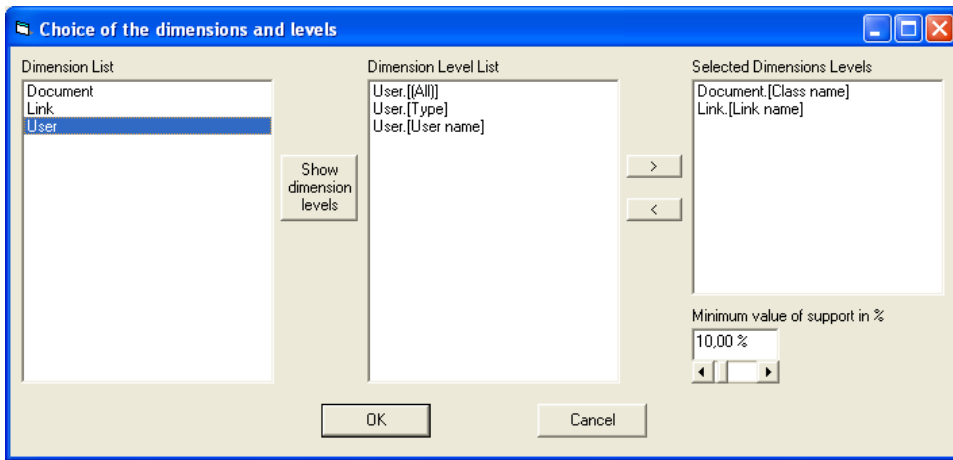 Choice of the dimensions and levels
Dimension List
Document
Link
User
Show
dimension
levels
Dimension Level List
User.[(All)]
User.[Type]
User.[User name]
>
<
Selected Dimensions Levels
Document.[Class name]
Link.[Link name]
Minimum value of support in %
10,00 %
OK
Cancel